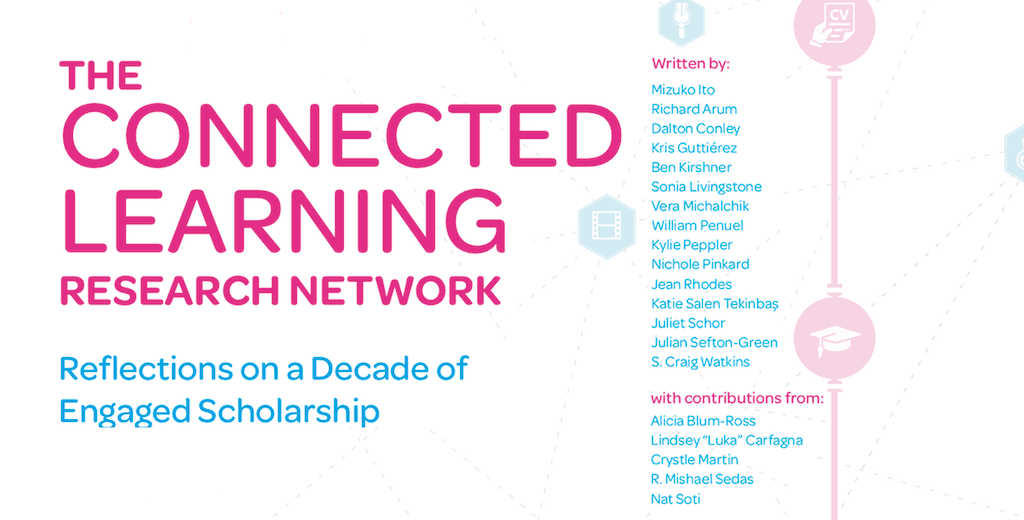 THE
CONNECTED
LEARNING
RESEARCH NETWORK
Reflections on a Decade of
Engaged Scholarship
CV
Written by:
Mizuko Ito
Richard Arum
Dalton Conley
Kris Guttiérez
Ben Kirshner
Sonia Livingstone
Vera Michalchik
William Penuel
Kylie Peppler
Nichole Pinkard
Jean Rhodes
Katie Salen Tekinbaş
Juliet Schor
Julian Sefton-Green
S. Craig Watkins
with contributions from:
Alicia Blum-Ross
Lindsey “Luka” Carfagna
Crystle Martin
R. Mishael Sedas
Nat Soti